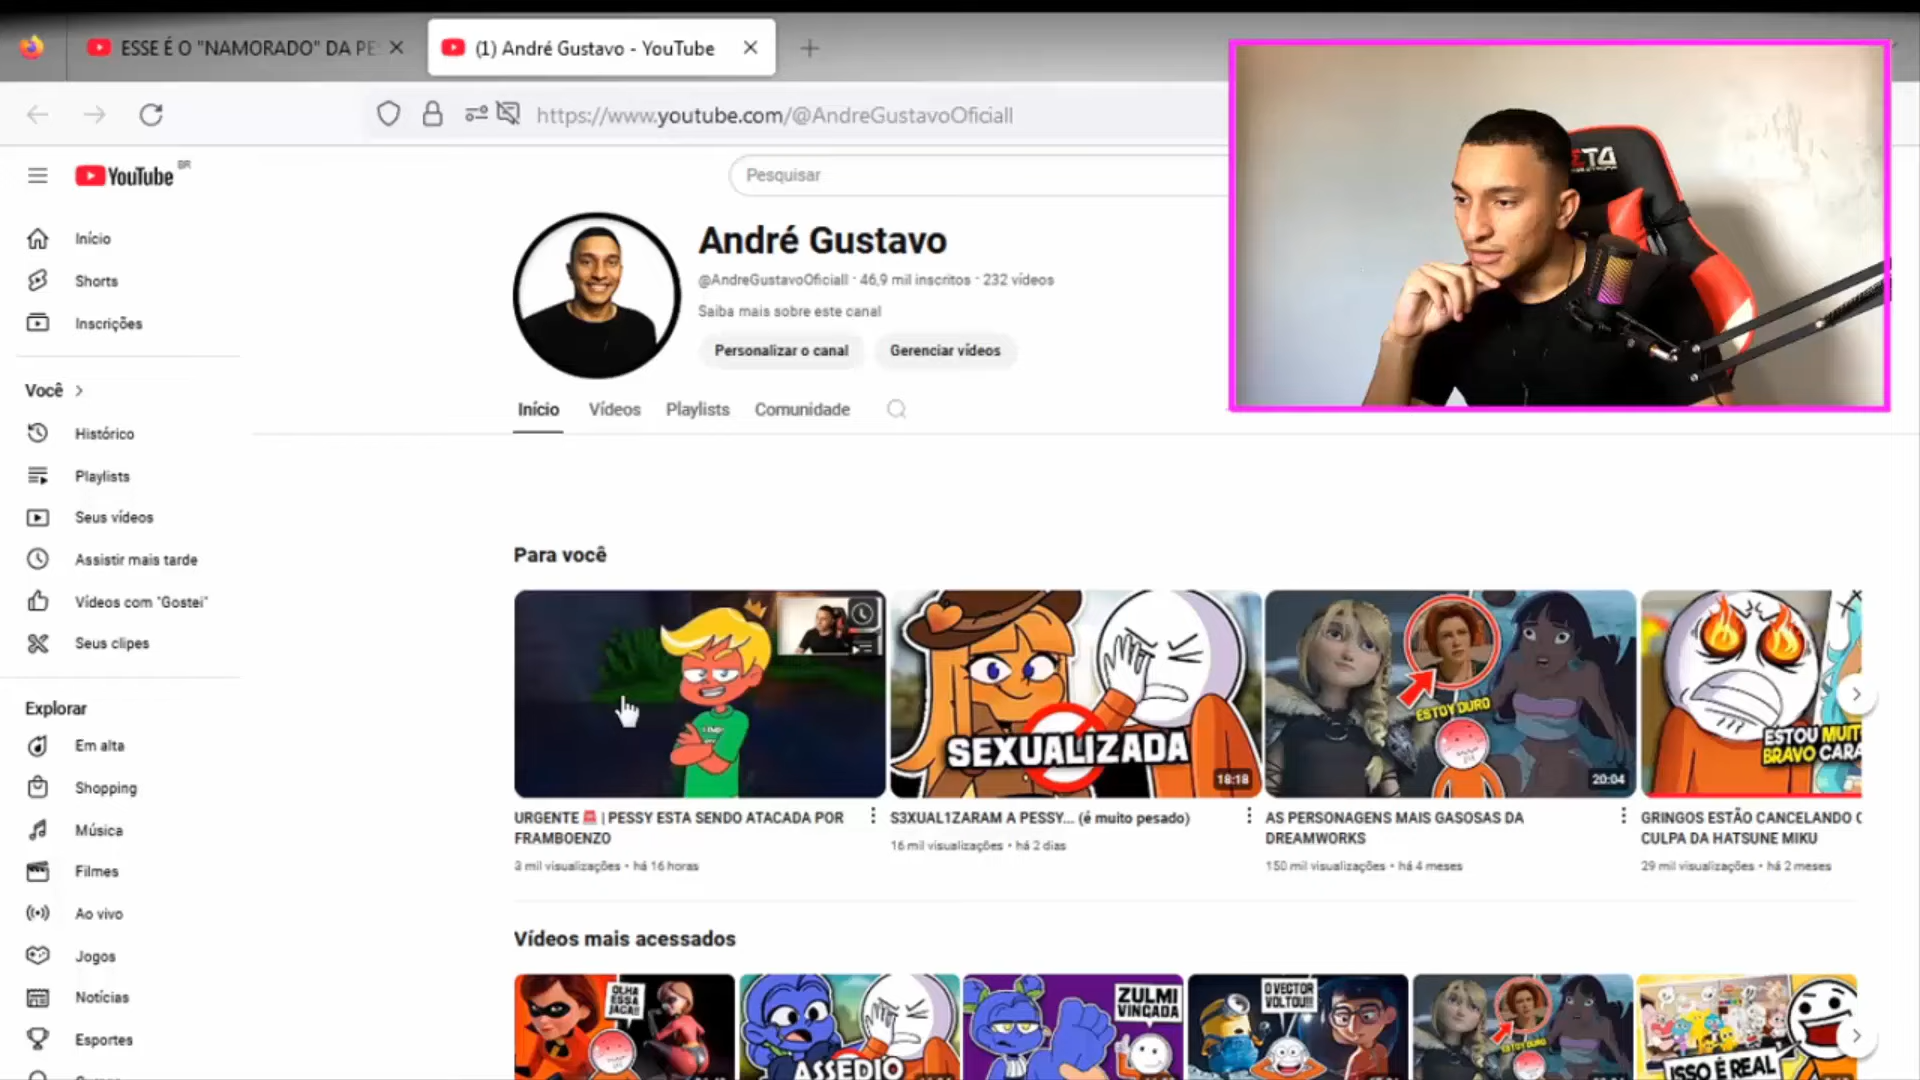 ESSE É O "NAMORADO" DA PE
(1) André Gustavo - YouTube
https://www.youtube.com/@AndreGustavoOficiall
YouTube BR
Pesquisar
Início
Shorts
Inscrições
Você
Histórico
Playlists
Seus vídeos
Assistir mais tarde
Vídeos com "Gostei"
Seus clipes
Explorar
Em alta
Shopping
Música
Filmes
Ao vivo
Jogos
Notícias
Esportes
André Gustavo
@AndreGustavoOficiall · 46,9 mil inscritos · 232 vídeos
Saiba mais sobre este canal
Personalizar o canal
Gerenciar vídeos
Início
Vídeos
Playlists
Comunidade
Para você
SEXUALIZADA
18:18
ESTOY DURO
20:04
ESTOU MUIT
BRAVO CARA
URGENTE 🚨 | PESSY ESTA SENDO ATACADA POR
FRAMBOENZO
3 mil visualizações • há 16 horas
S3XUAL1ZARAM A PESSY... (é muito pesado)
16 mil visualizações • há 2 dias
AS PERSONAGENS MAIS GASOSAS DA
DREAMWORKS
150 mil visualizações • há 4 meses
GRINGOS ESTÃO CANCELANDO O
CULPA DA HATSUNE MIKU
29 mil visualizações • há 2 meses
Vídeos mais acessados
OLHA
ESSA
JACA!!
ASSÉDIO
ZULMI
VINGADA
O VECTOR
VOLTOU!!!
ESTOY DURO
ISSO É REAL